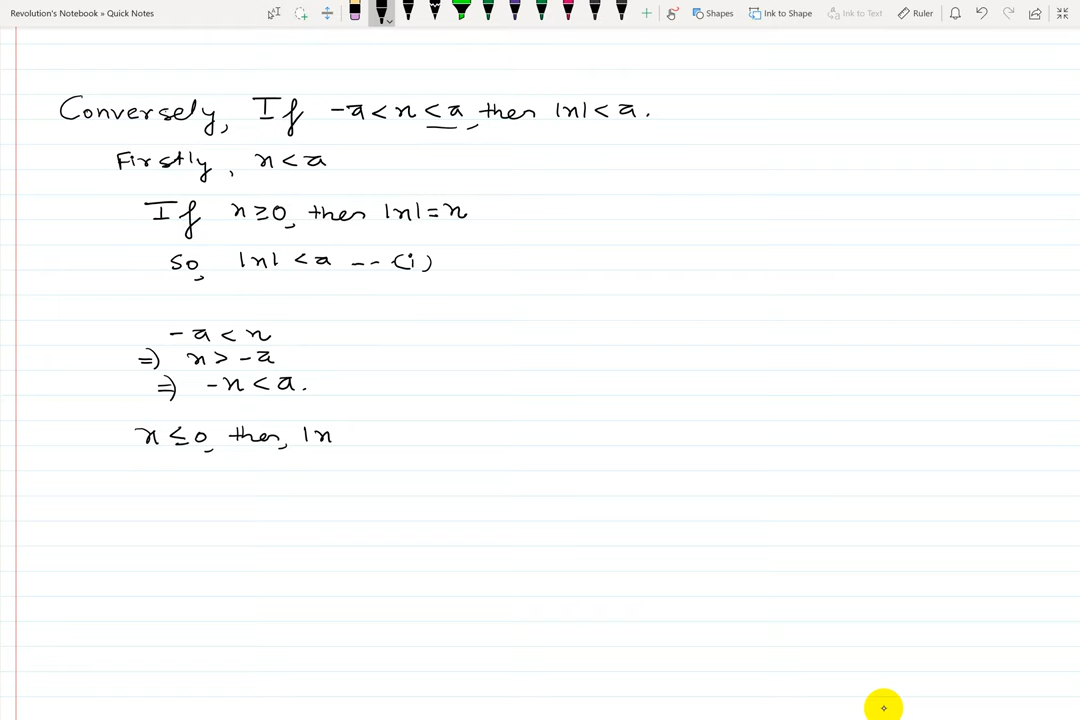 Revolution's Notebook » Quick Notes
Shapes
Ink to Shape
Ink to Text
Ruler
Conversely, If -a < x < a, then |x| < a.
Firstly, x < a
If x ≥ 0, then |x| = x
So, |x| < a -- (i)
-a < x
⇒) x > -a
⇒) -x < a.
x ≤ 0, then, |x